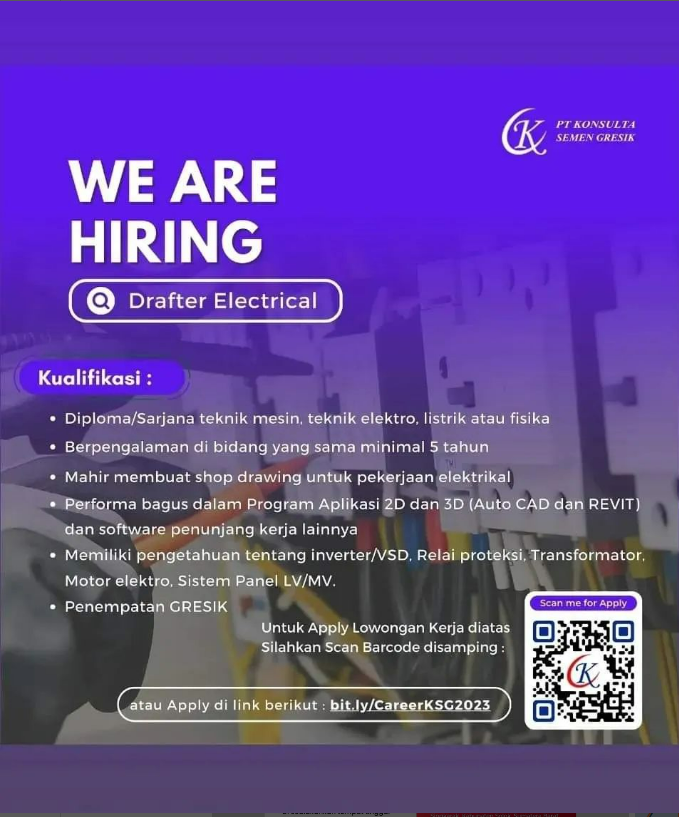 PT KONSULTA
SEMEN GRESIK
WE ARE
HIRING
Drafter Electrical
Kualifikasi :
• Diploma/Sarjana teknik mesin, teknik elektro, listrik atau fisika
• Berpengalaman di bidang yang sama minimal 5 tahun
• Mahir membuat shop drawing untuk pekerjaan elektrikal
• Performa bagus dalam Program Aplikasi 2D dan 3D (Auto CAD dan REVIT)
dan software penunjang kerja lainnya
• Memiliki pengetahuan tentang inverter/VSD, Relai proteksi, Transformator,
Motor elektro, Sistem Panel LV/MV.
• Penempatan GRESIK
Scan me for Apply
Untuk Apply Lowongan Kerja diatas
Silahkan Scan Barcode disamping :
atau Apply di link berikut : bit.ly/CareerKSG2023